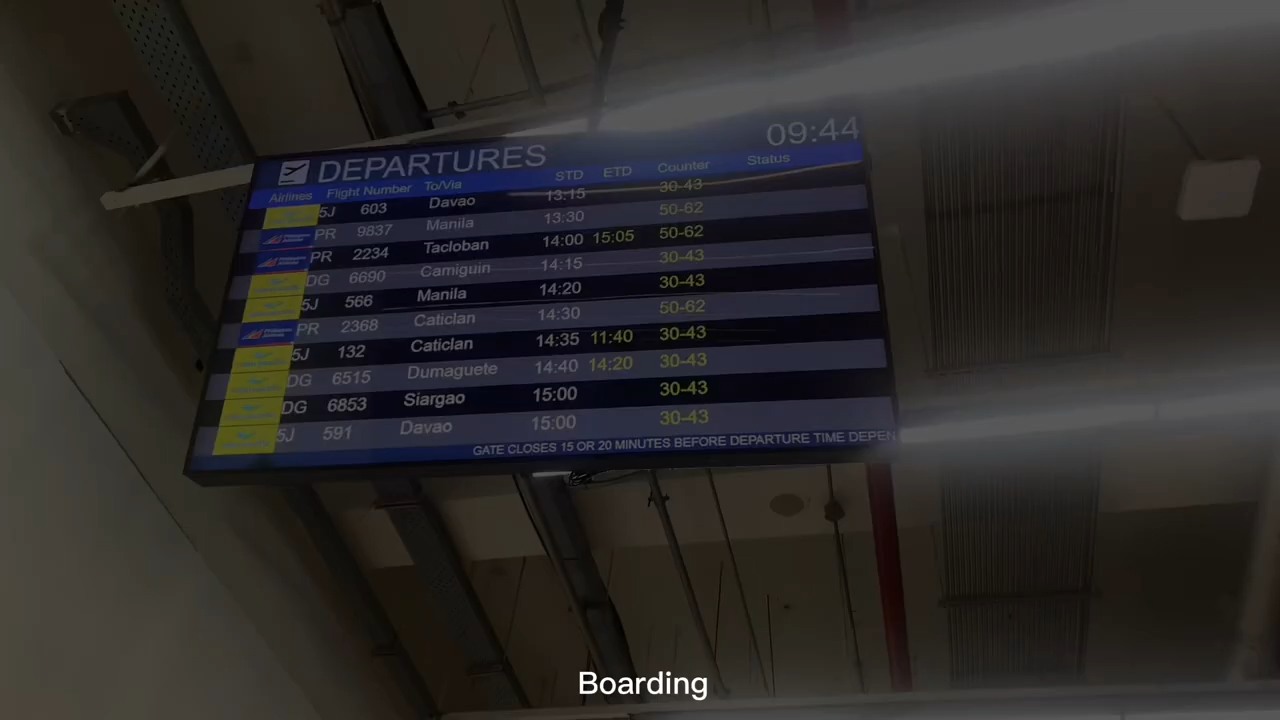 09:44
DEPARTURES
Airlines Flight Number To/Via STD ETD Counter Status
5J 603 Davao 13:15 30-43
PR 9837 Manila 13:30 50-62
PR 2234 Tacloban 14:00 15:05 50-62
DG 6690 Camiguin 14:15 30-43
5J 566 Manila 14:20 30-43
PR 2368 Caticlan 14:30 50-62
5J 132 Caticlan 14:35 11:40 30-43
DG 6515 Dumaguete 14:40 14:20 30-43
DG 6853 Siargao 15:00 30-43
5J 591 Davao 15:00 30-43
GATE CLOSES 15 OR 20 MINUTES BEFORE DEPARTURE TIME DEPEN
Boarding